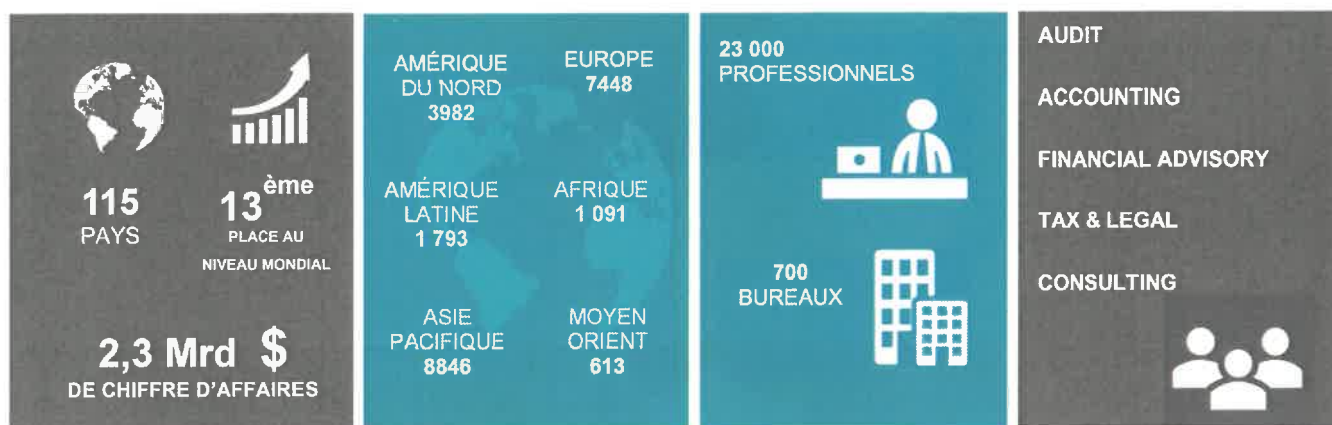 115
PAYS
13ème
PLACE AU
NIVEAU MONDIAL
2,3 Mrd $
DE CHIFFRE D'AFFAIRES
AMÉRIQUE
DU NORD
3982
EUROPE
7448
AMÉRIQUE
LATINE
1 793
AFRIQUE
1 091
ASIE
PACIFIQUE
8846
MOYEN
ORIENT
613
23 000
PROFESSIONNELS
700
BUREAUX
AUDIT
ACCOUNTING
FINANCIAL ADVISORY
TAX & LEGAL
CONSULTING